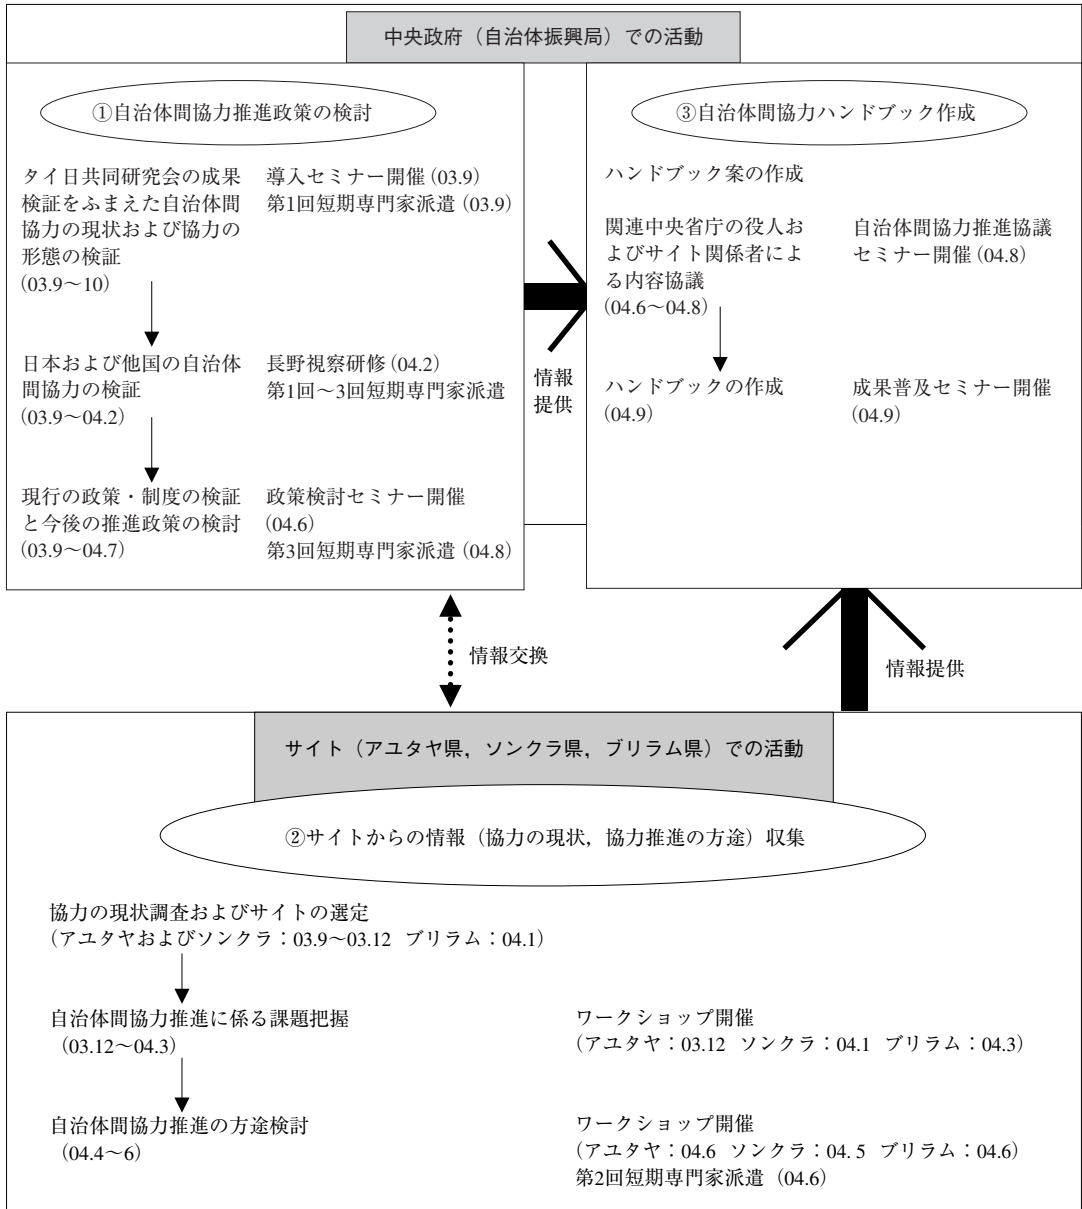 中央政府（自治体振興局）での活動
①自治体間協力推進政策の検討
タイ日共同研究会の成果
検証をふまえた自治体間
協力の現状および協力の
形態の検証
(03.9〜10)
導入セミナー開催 (03.9)
第1回短期専門家派遣 (03.9)
日本および他国の自治体
間協力の検証
(03.9〜04.2)
長野視察研修 (04.2)
第1回〜3回短期専門家派遣
現行の政策・制度の検証
と今後の推進政策の検討
(03.9〜04.7)
政策検討セミナー開催
(04.6)
第3回短期専門家派遣 (04.8)
情報
提供
③自治体間協力ハンドブック作成
ハンドブック案の作成
関連中央省庁の役人お
よびサイト関係者によ
る内容協議
(04.6〜04.8)
自治体間協力推進協議
セミナー開催 (04.8)
ハンドブックの作成
(04.9)
成果普及セミナー開催
(04.9)
情報交換
情報提供
サイト（アユタヤ県，ソンクラ県，ブリラム県）での活動
②サイトからの情報（協力の現状，協力推進の方途）収集
協力の現状調査およびサイトの選定
(アユタヤおよびソンクラ：03.9〜03.12 ブリラム：04.1)
自治体間協力推進に係る課題把握
(03.12〜04.3)
ワークショップ開催
(アユタヤ：03.12 ソンクラ：04.1 ブリラム：04.3)
自治体間協力推進の方途検討
(04.4〜6)
ワークショップ開催
(アユタヤ：04.6 ソンクラ：04. 5 ブリラム：04.6)
第2回短期専門家派遣 (04.6)